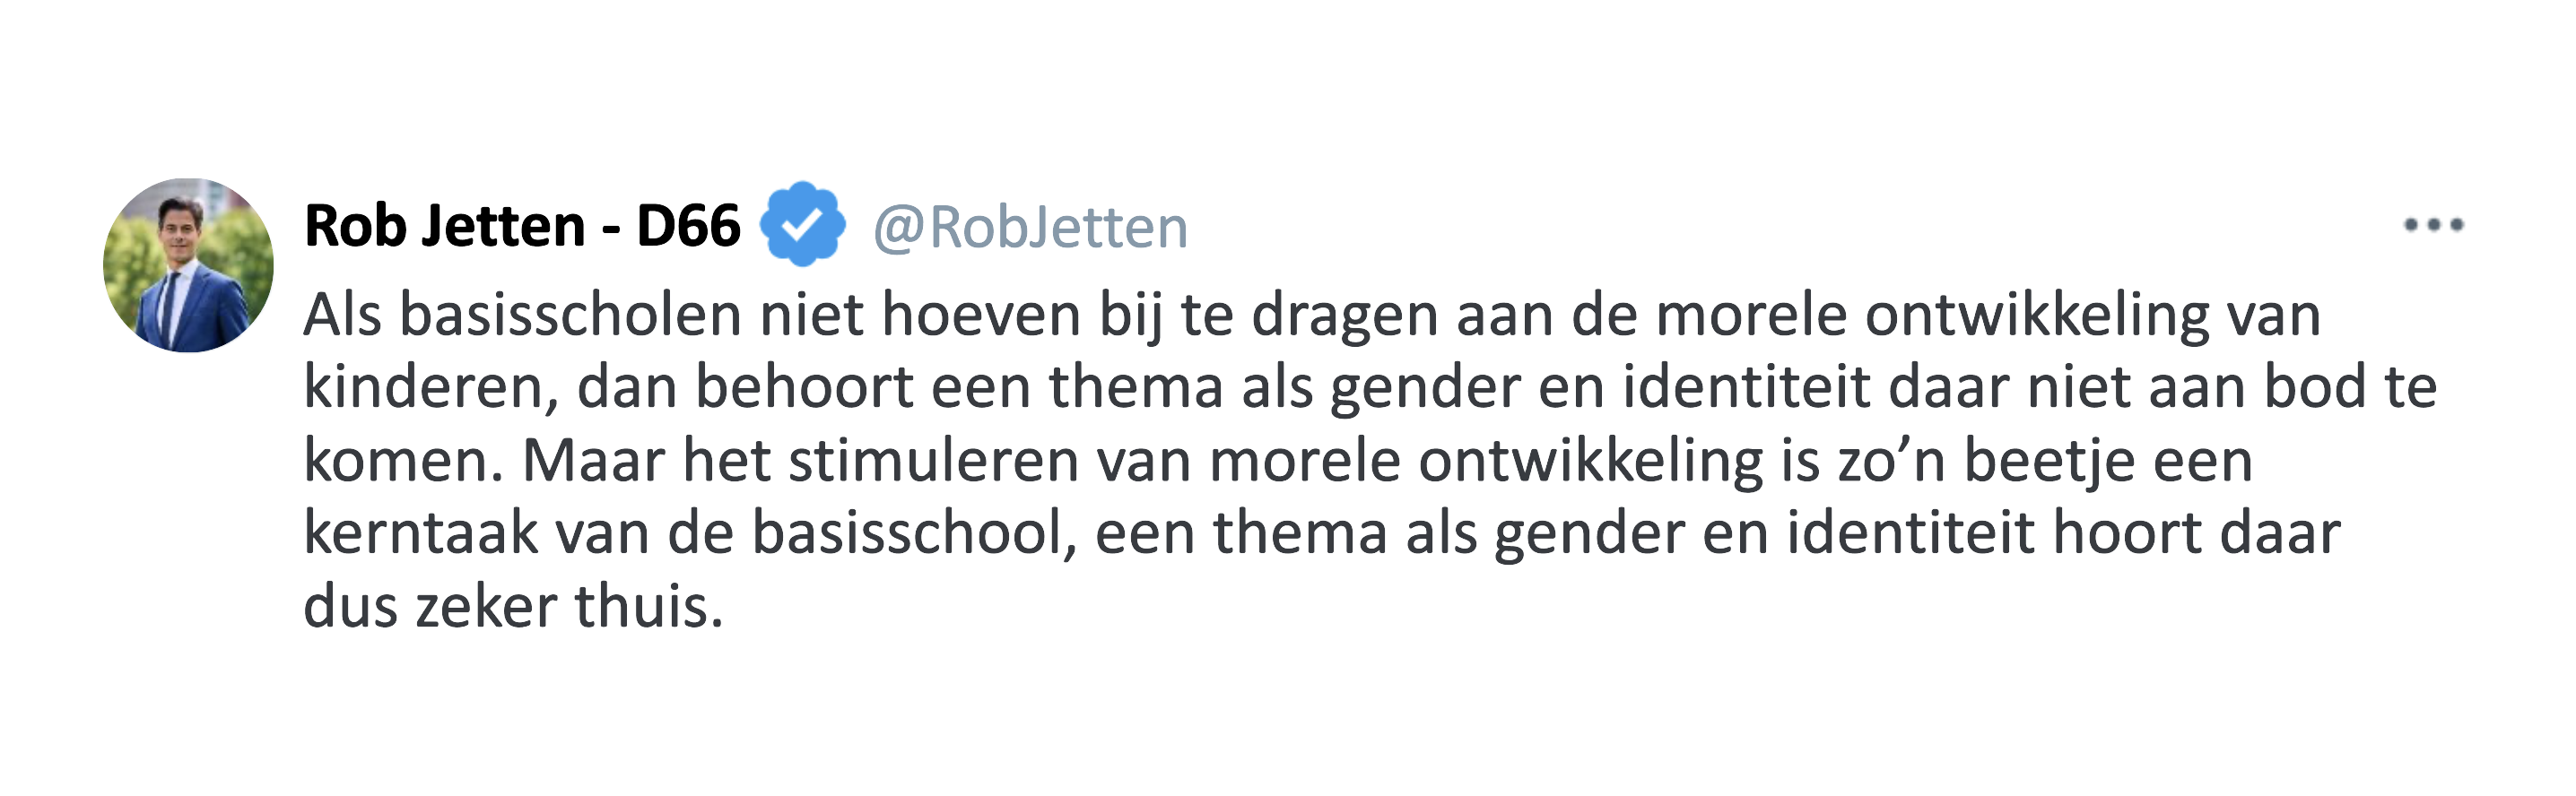 Rob Jetten - D66 @RobJetten
Als basisscholen niet hoeven bij te dragen aan de morele ontwikkeling van
kinderen, dan behoort een thema als gender en identiteit daar niet aan bod te
komen. Maar het stimuleren van morele ontwikkeling is zo’n beetje een
kerntaak van de basisschool, een thema als gender en identiteit hoort daar
dus zeker thuis.